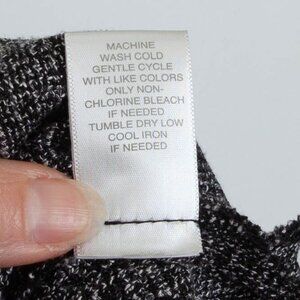 MACHINE
WASH COLD
GENTLE CYCLE
WITH LIKE COLORS
ONLY NON-
CHLORINE BLEACH
IF NEEDED
TUMBLE DRY LOW
COOL IRON
IF NEEDED